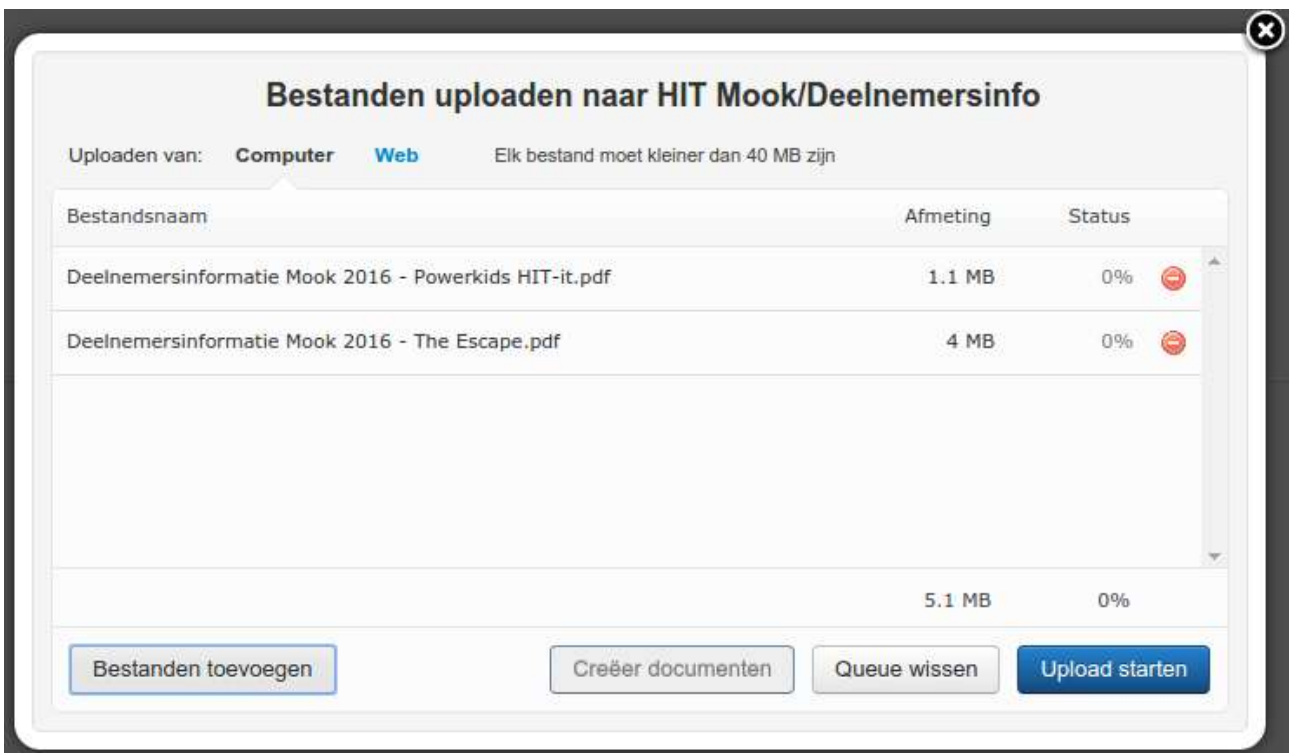 Bestanden uploaden naar HIT Mook/Deelnemersinfo
Uploaden van: Computer Web Elk bestand moet kleiner dan 40 MB zijn
Bestandsnaam Afmeting Status
Deelnemersinformatie Mook 2016 - Powerkids HIT-it.pdf 1.1 MB 0%
Deelnemersinformatie Mook 2016 - The Escape.pdf 4 MB 0%
5.1 MB 0%
Bestanden toevoegen Creëer documenten Queue wissen Upload starten